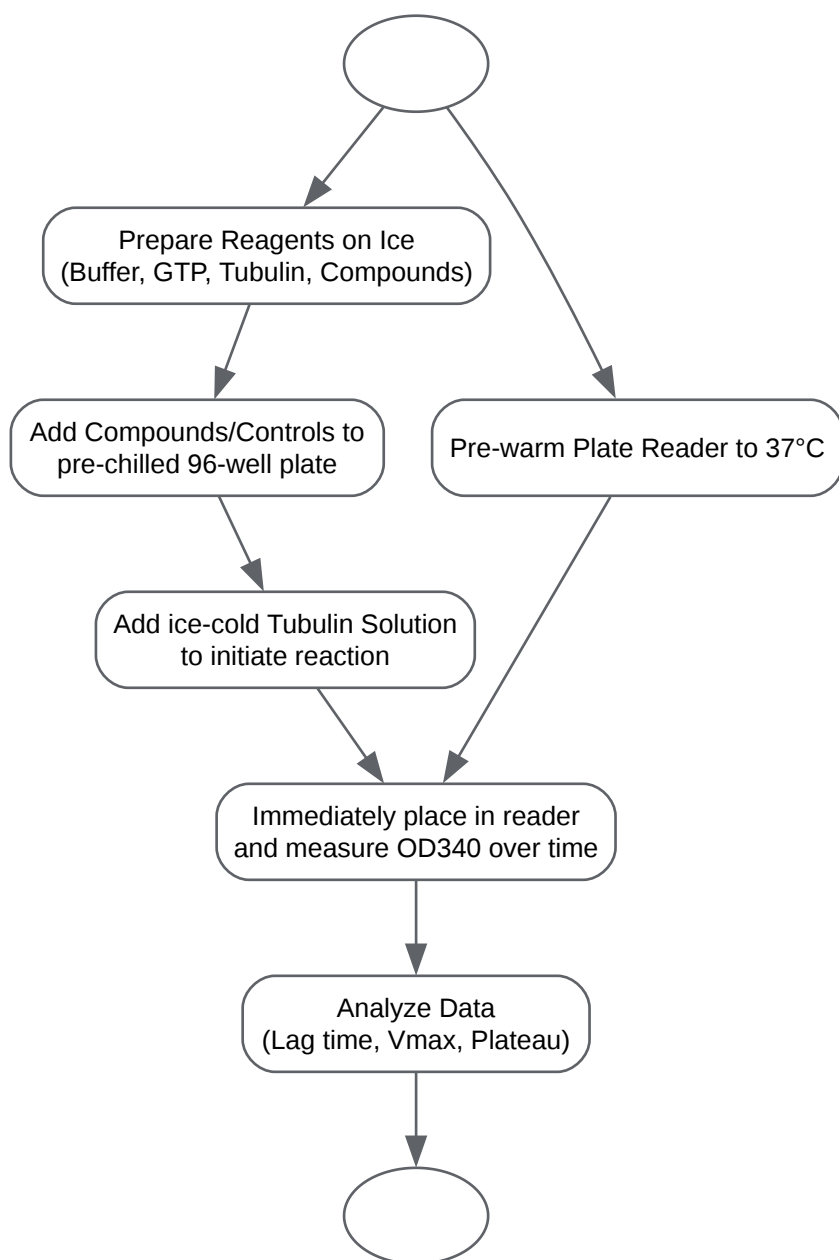 Prepare Reagents on Ice
(Buffer, GTP, Tubulin, Compounds)
Add Compounds/Controls to
pre-chilled 96-well plate
Pre-warm Plate Reader to 37°C
Add ice-cold Tubulin Solution
to initiate reaction
Immediately place in reader
and measure OD340 over time
Analyze Data
(Lag time, Vmax, Plateau)